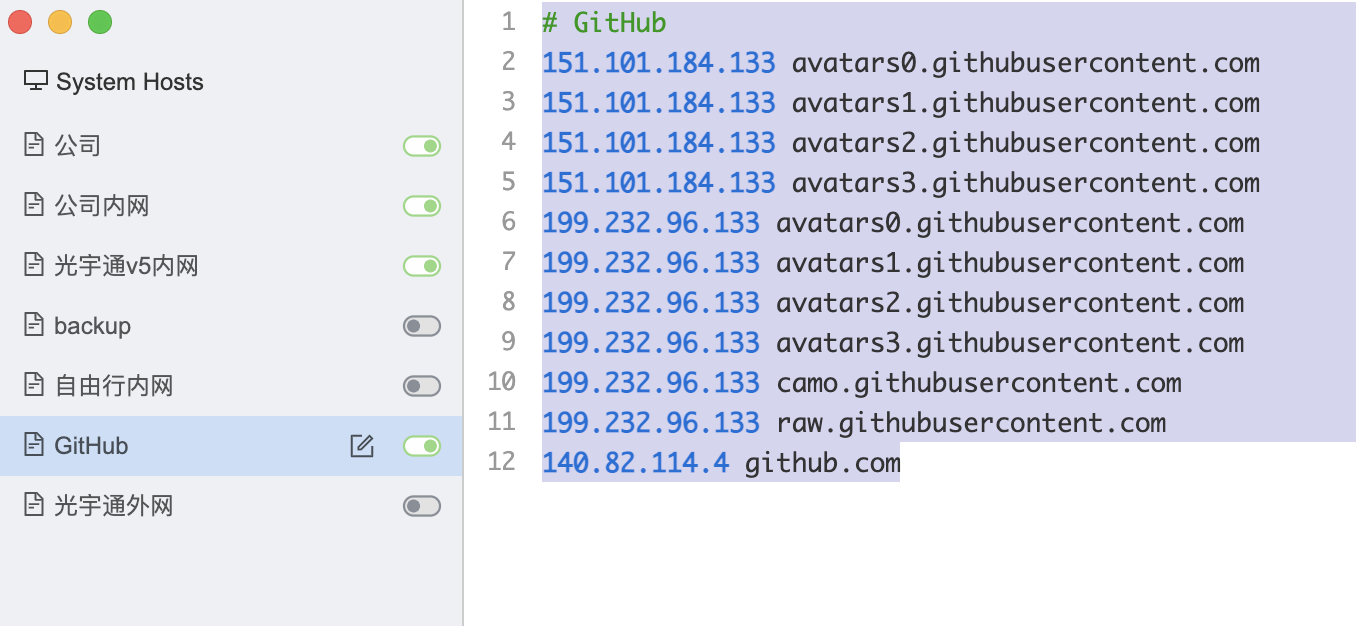 System Hosts
公司
公司内网
光宇通v5内网
backup
自由行内网
GitHub
光宇通外网
1 # GitHub
2 151.101.184.133 avatars0.githubusercontent.com
3 151.101.184.133 avatars1.githubusercontent.com
4 151.101.184.133 avatars2.githubusercontent.com
5 151.101.184.133 avatars3.githubusercontent.com
6 199.232.96.133 avatars0.githubusercontent.com
7 199.232.96.133 avatars1.githubusercontent.com
8 199.232.96.133 avatars2.githubusercontent.com
9 199.232.96.133 avatars3.githubusercontent.com
10 199.232.96.133 camo.githubusercontent.com
11 199.232.96.133 raw.githubusercontent.com
12 140.82.114.4 github.com